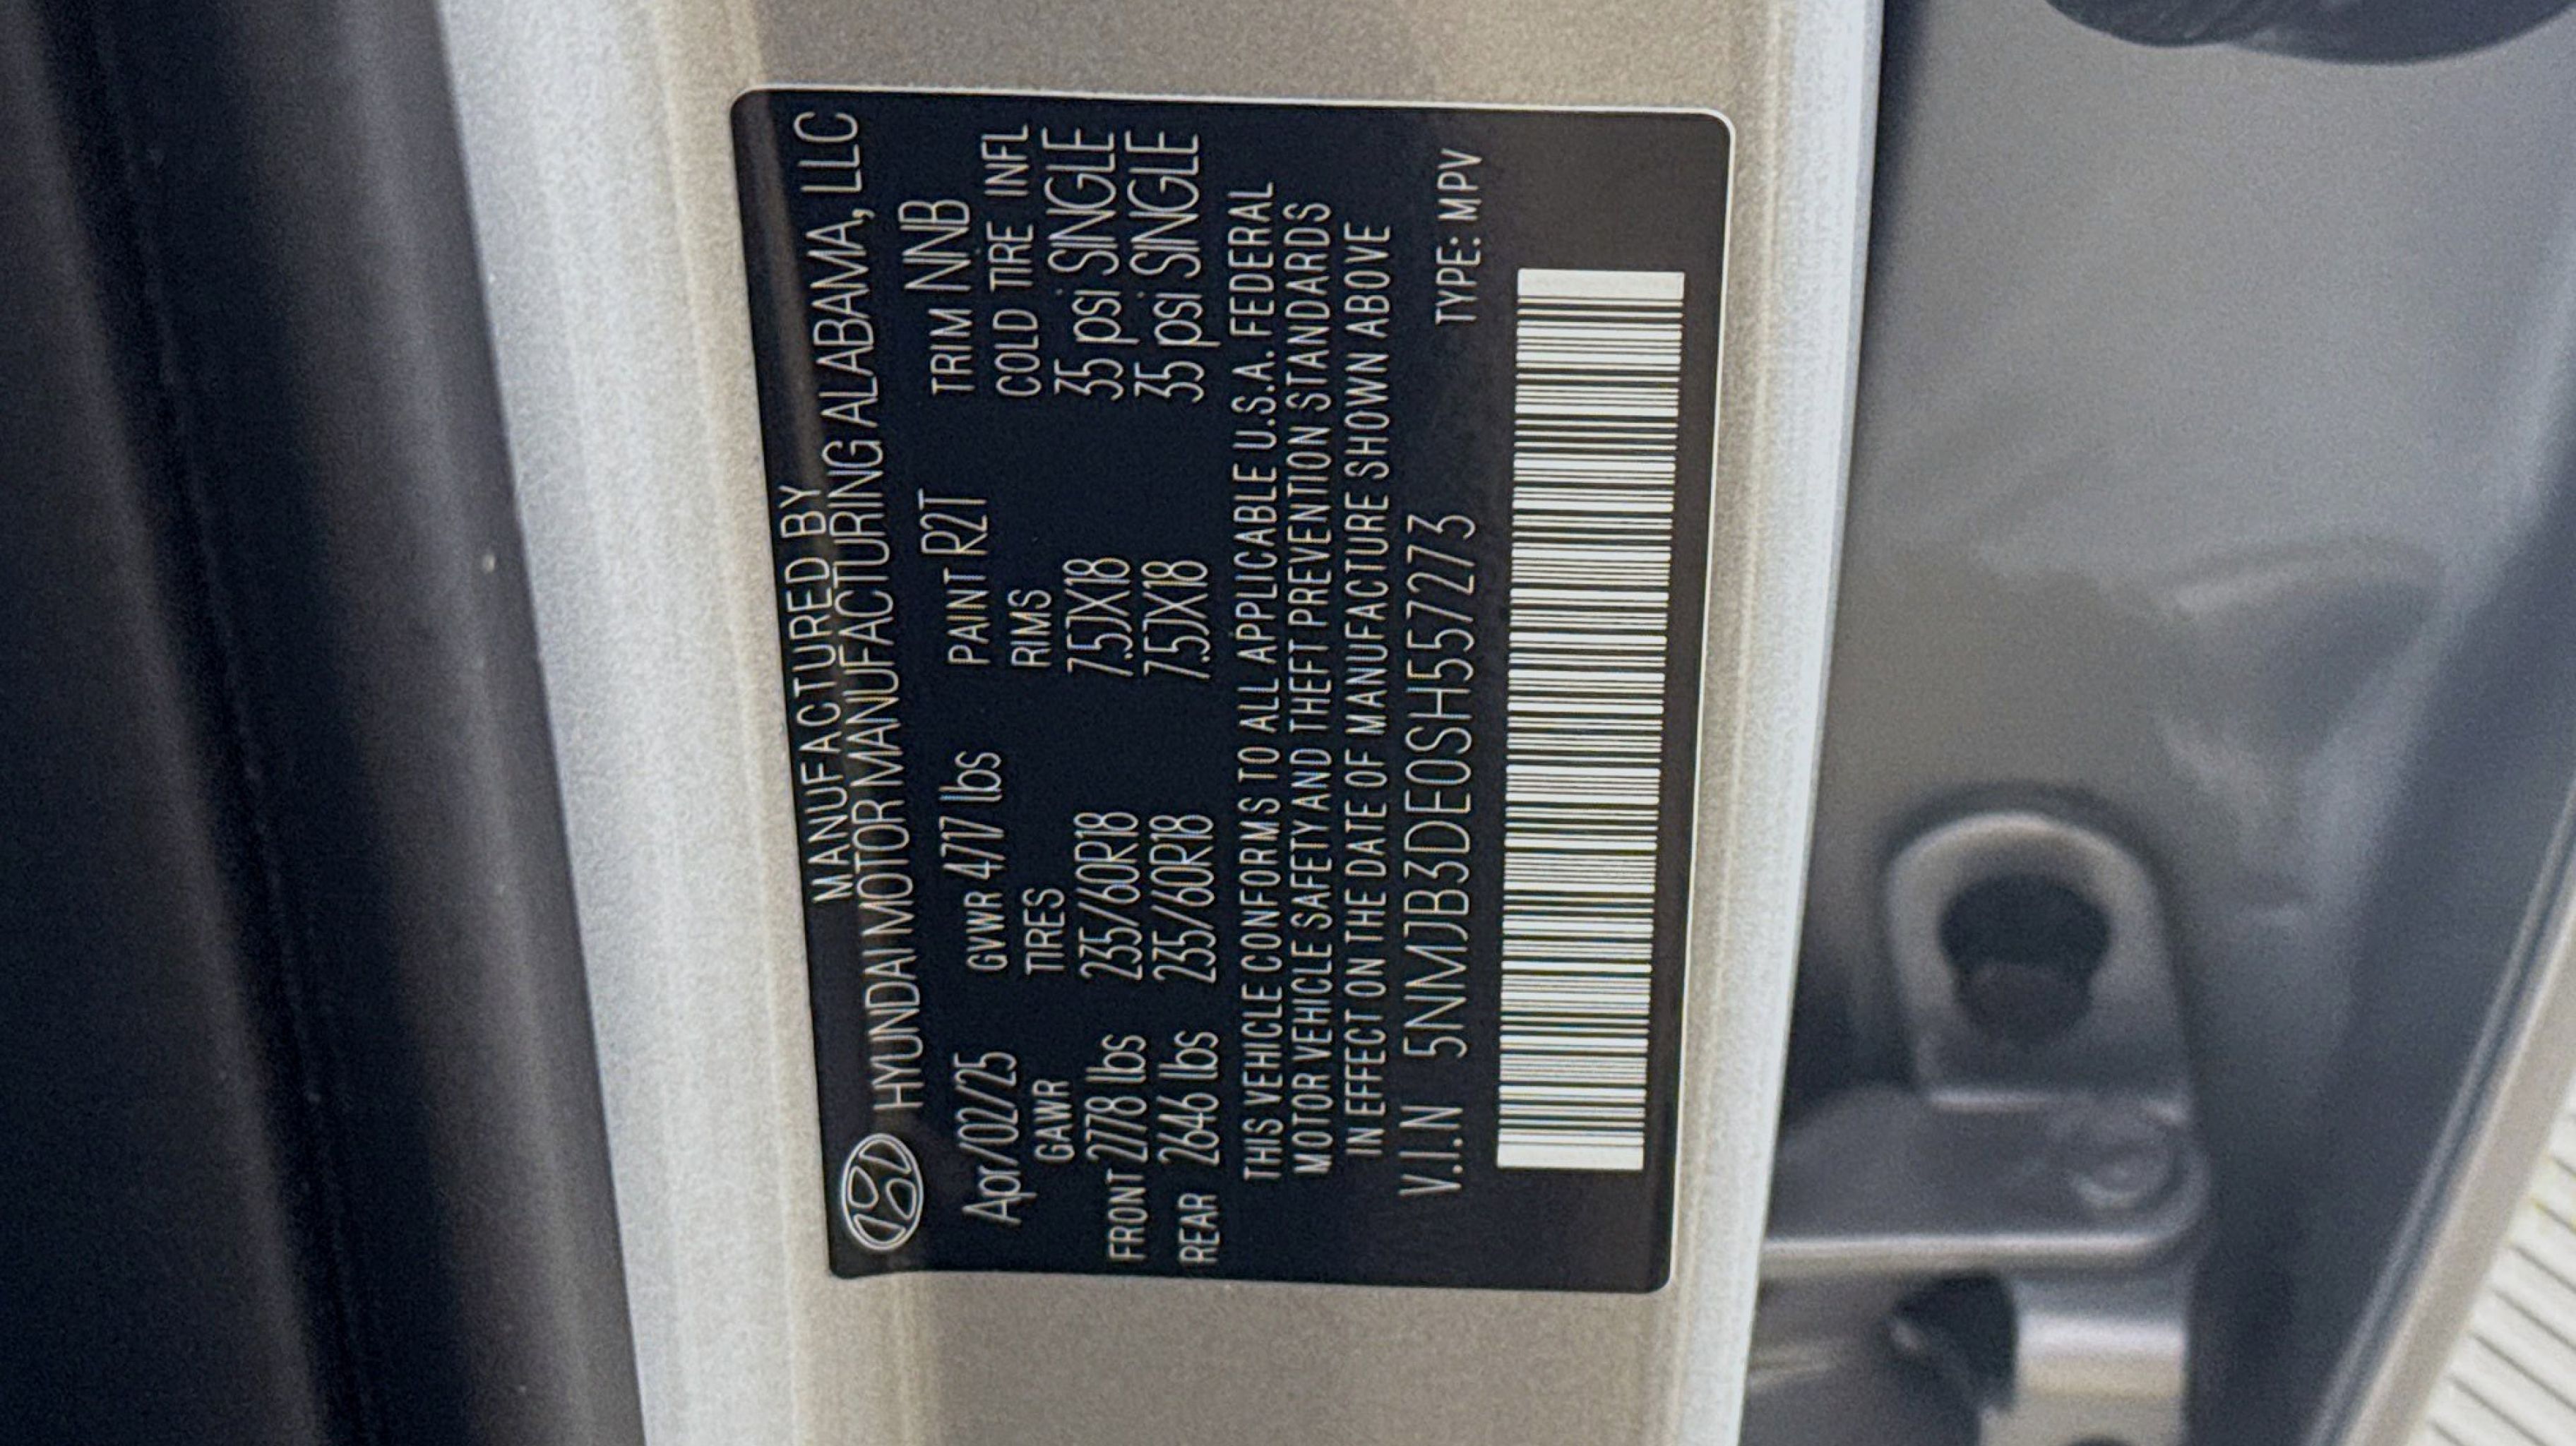 MANUFACTURED BY
HYUNDAI MOTOR MANUFACTURING ALABAMA, LLC
Apr/02/25 GVWR 4717 lbs PAINT R2T TRIM NNB
GAWR TIRES RIMS COLD TIRE INFL
FRONT 2778 lbs 235/60R18 7.5JX18 35 psi SINGLE
REAR 2646 lbs 235/60R18 7.5JX18 35 psi SINGLE
THIS VEHICLE CONFORMS TO ALL APPLICABLE U.S.A. FEDERAL
MOTOR VEHICLE SAFETY AND THEFT PREVENTION STANDARDS
IN EFFECT ON THE DATE OF MANUFACTURE SHOWN ABOVE
V.I.N 5NMJB3DE0SH557273 TYPE: MPV